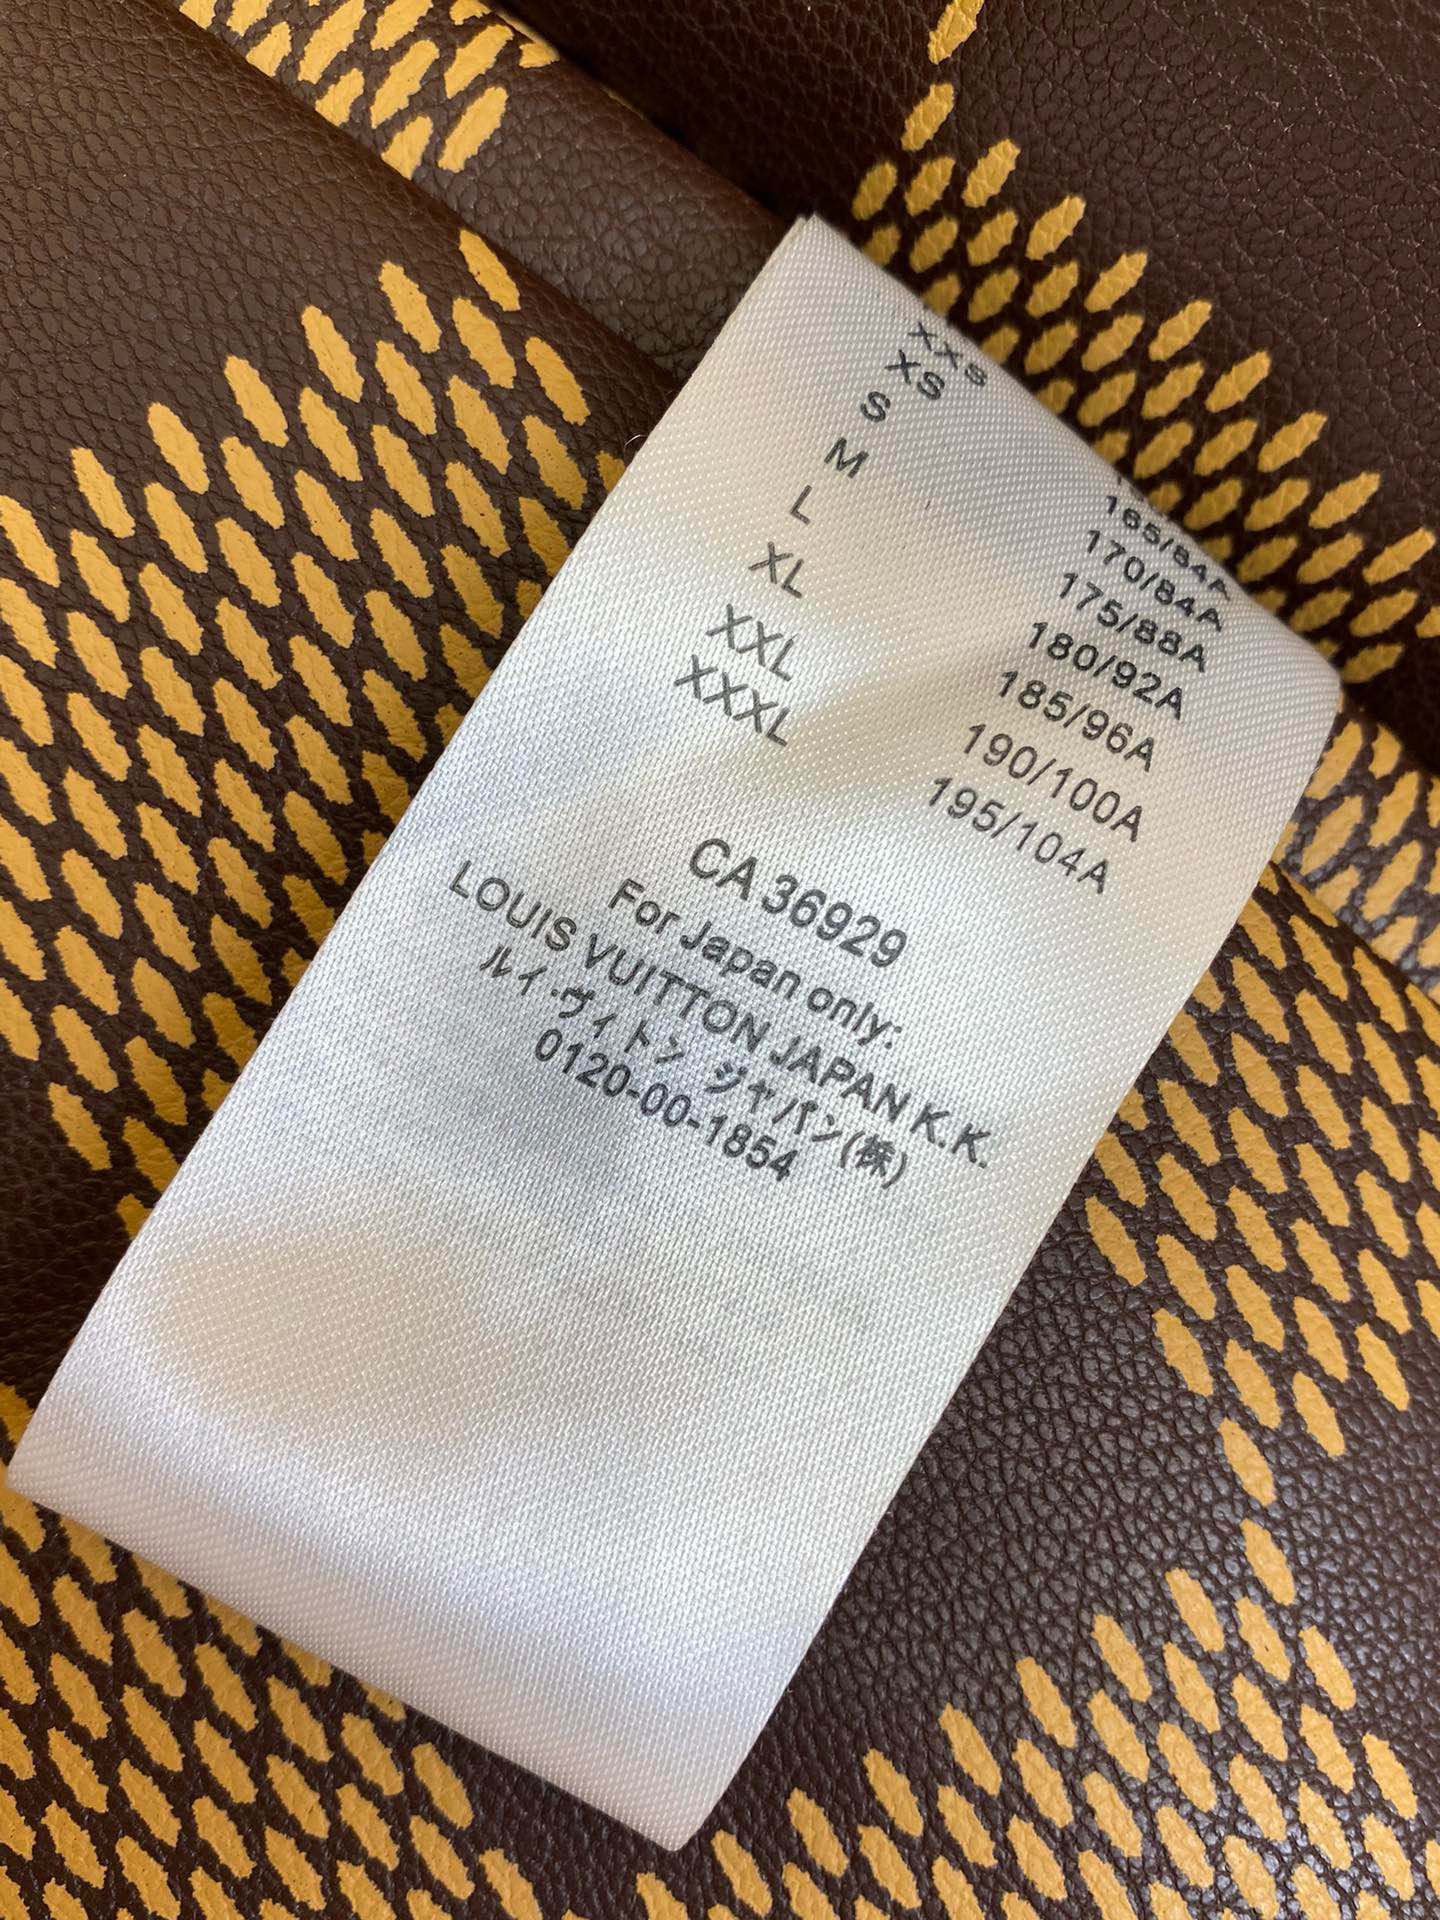 XXS
XS 165/84A
S 170/84A
M 175/88A
L 180/92A
XL 185/96A
XXL 190/100A
XXXL 195/104A
CA 36929
For Japan only:
LOUIS VUITTON JAPAN K.K.
ルイ·ヴィトン ジャパン(株)
0120-00-1854